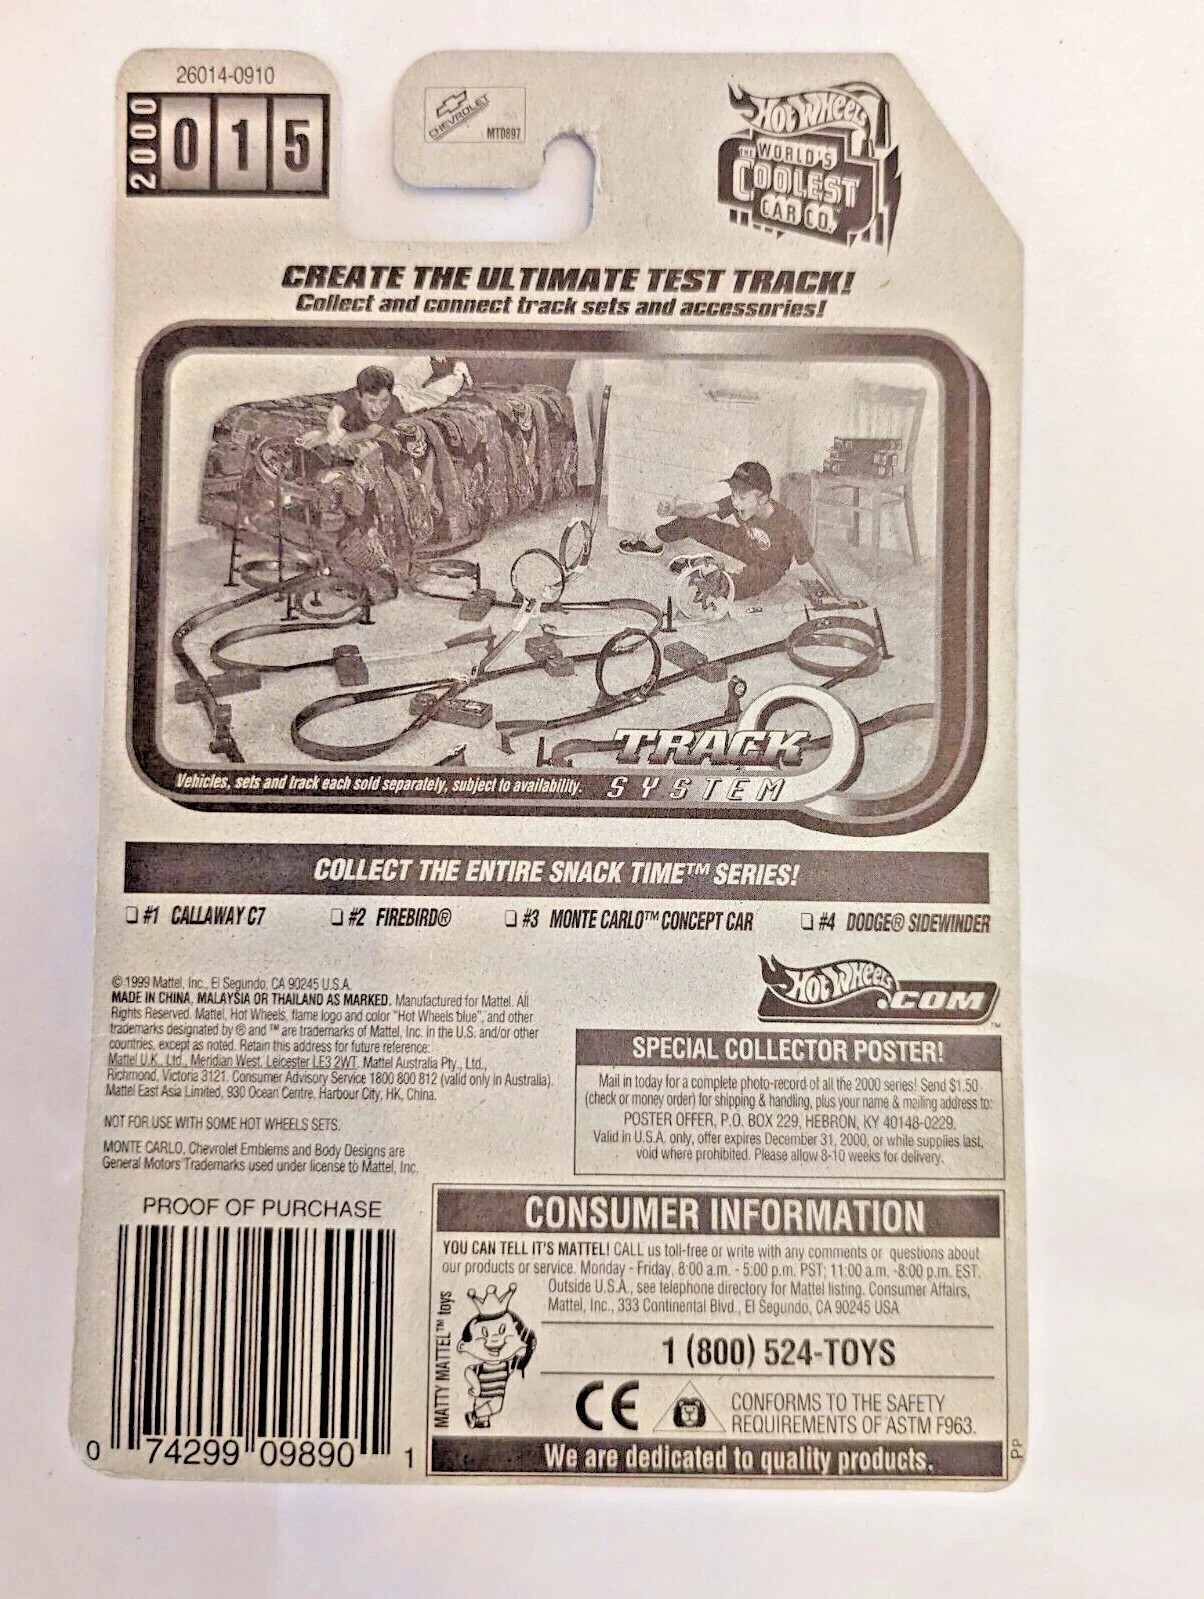 26014-0910
2000
015
CHEVROLET
MT0897
HOT WHEELS
THE WORLD'S
COOLEST
CAR CO.™
CREATE THE ULTIMATE TEST TRACK!
Collect and connect track sets and accessories!
TRACK
SYSTEM
Vehicles, sets and track each sold separately, subject to availability.
COLLECT THE ENTIRE SNACK TIME™ SERIES!
❏ #1 CALLAWAY C7 ❏ #2 FIREBIRD® ❏ #3 MONTE CARLO™ CONCEPT CAR ❏ #4 DODGE® SIDEWINDER
© 1999 Mattel, Inc., El Segundo, CA 90245 U.S.A.
MADE IN CHINA, MALAYSIA OR THAILAND AS MARKED. Manufactured for Mattel. All
Rights Reserved. Mattel, Hot Wheels, flame logo and color "Hot Wheels blue", and other
trademarks designated by ® and ™ are trademarks of Mattel, Inc. in the U.S. and/or other
countries, except as noted. Retain this address for future reference:
Mattel U.K., Ltd., Meridian West, Leicester LE3 2WT. Mattel Australia Pty., Ltd.,
Richmond, Victoria 3121. Consumer Advisory Service 1800 800 812 (valid only in Australia).
Mattel East Asia Limited, 930 Ocean Centre, Harbour City, HK, China.
NOT FOR USE WITH SOME HOT WHEELS SETS.
MONTE CARLO, Chevrolet Emblems and Body Designs are
General Motors Trademarks used under license to Mattel, Inc.
HOT WHEELS.COM™
SPECIAL COLLECTOR POSTER!
Mail in today for a complete photo-record of all the 2000 series! Send $1.50
(check or money order) for shipping & handling, plus your name & mailing address to:
POSTER OFFER, P.O. BOX 229, HEBRON, KY 40148-0229.
Valid in U.S.A. only, offer expires December 31, 2000, or while supplies last,
void where prohibited. Please allow 8-10 weeks for delivery.
PROOF OF PURCHASE
0 74299 09890 1
CONSUMER INFORMATION
YOU CAN TELL IT'S MATTEL! CALL us toll-free or write with any comments or questions about
our products or service. Monday - Friday, 8:00 a.m. - 5:00 p.m. PST; 11:00 a.m. -8:00 p.m. EST.
Outside U.S.A., see telephone directory for Mattel listing. Consumer Affairs,
Mattel, Inc., 333 Continental Blvd., El Segundo, CA 90245 USA
MATTY MATTEL™ toys
1 (800) 524-TOYS
CE
CONFORMS TO THE SAFETY
REQUIREMENTS OF ASTM F963.
We are dedicated to quality products.
PP